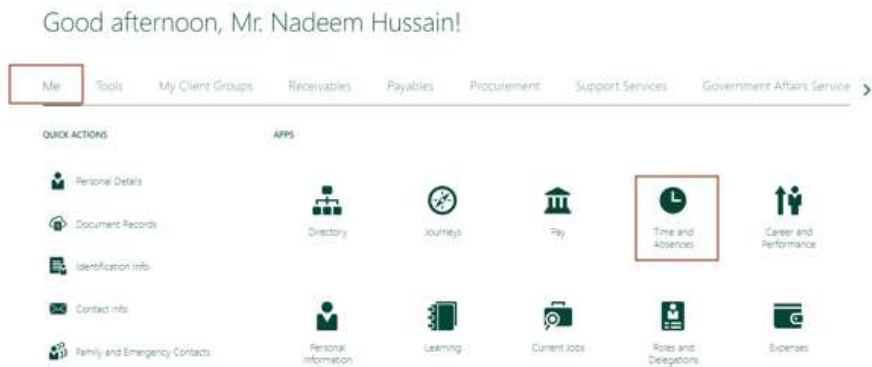 Good afternoon, Mr. Nadeem Hussain!
Me Tools My Client Groups Receivables Payables Procurement Support Services Government Affairs Service
QUICK ACTIONS
APPS
Personal Details
Document Records
Identification Info
Contact Info
Family and Emergency Contacts
Directory
Journeys
Pay
Time and
Absences
Career and
Performance
Personal
Information
Learning
Current Jobs
Roles and
Delegations
Expenses